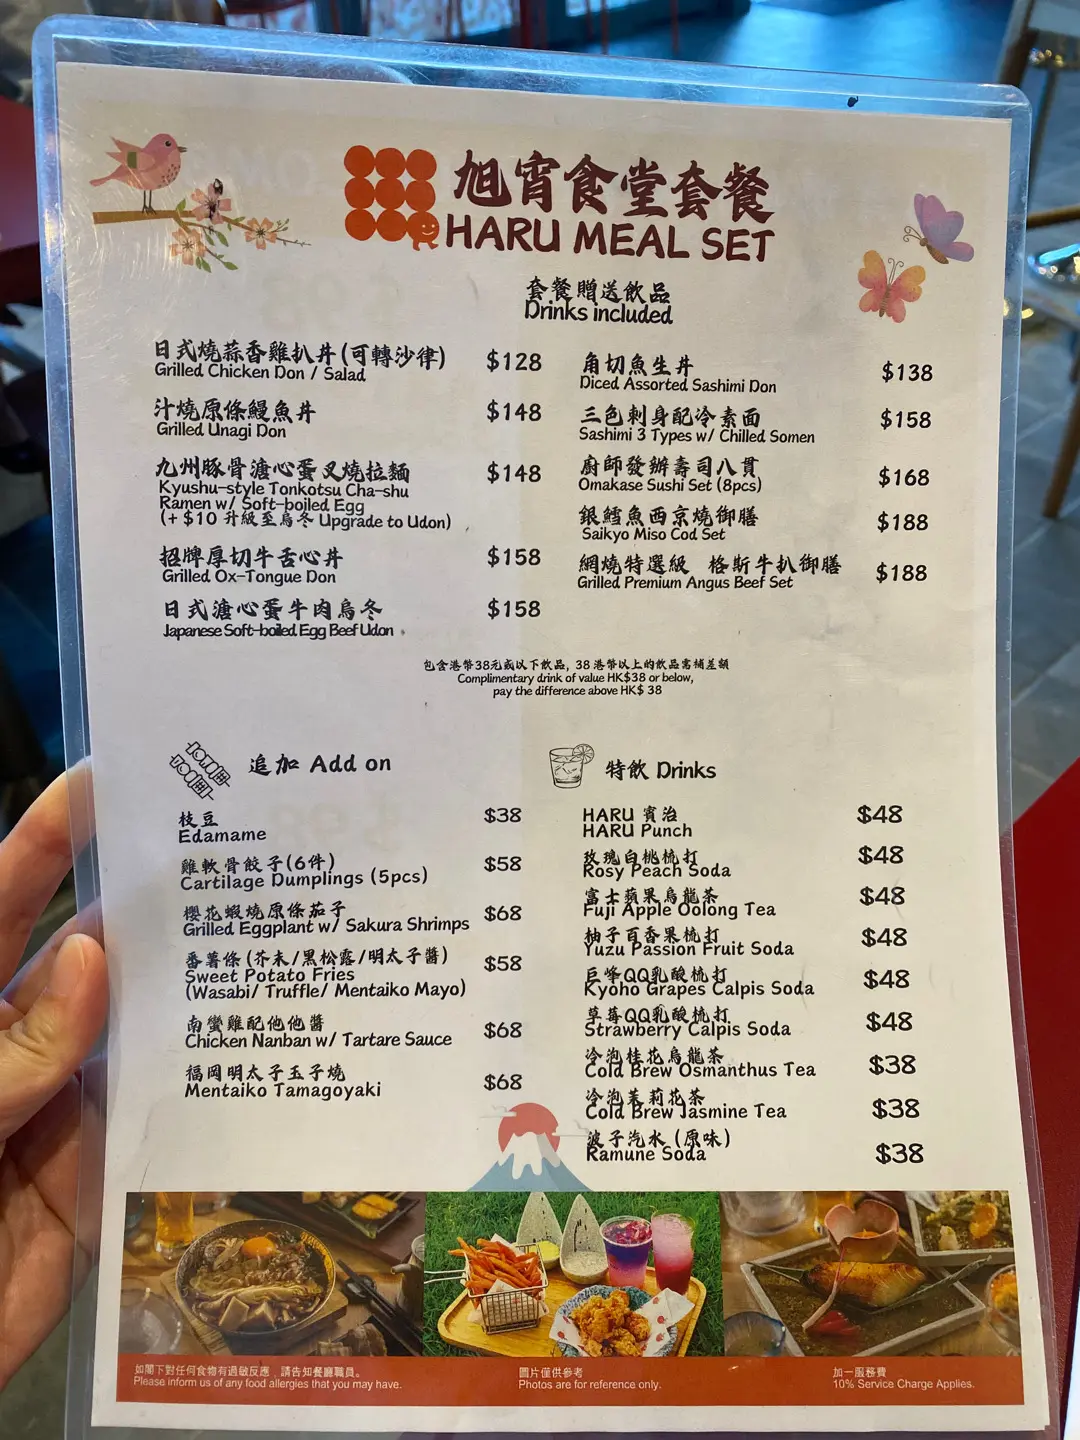 旭宵食堂套餐
HARU MEAL SET
套餐贈送飲品
Drinks included
日式燒蒜香雞扒丼(可轉沙律) $128
Grilled Chicken Don / Salad
汁燒原條鰻魚丼 $148
Grilled Unagi Don
九州豚骨溏心蛋叉燒拉麵 $148
Kyushu-style Tonkotsu Cha-shu
Ramen w/ Soft-boiled Egg
(+ $10 升級至烏冬 Upgrade to Udon)
招牌厚切牛舌心丼 $158
Grilled Ox-Tongue Don
日式溏心蛋牛肉烏冬 $158
Japanese Soft-boiled Egg Beef Udon
角切魚生丼 $138
Diced Assorted Sashimi Don
三色刺身配冷素面 $158
Sashimi 3 Types w/ Chilled Somen
廚師發辦壽司八貫 $168
Omakase Sushi Set (8pcs)
銀鱈魚西京燒御膳 $188
Saikyo Miso Cod Set
網燒特選級 格斯牛扒御膳 $188
Grilled Premium Angus Beef Set
包含港幣38元或以下飲品, 38 港幣以上的飲品需補差額
Complimentary drink of value HK$38 or below,
pay the difference above HK$ 38
追加 Add on
枝豆 $38
Edamame
雞軟骨餃子(6件) $58
Cartilage Dumplings (5pcs)
櫻花蝦燒原條茄子 $68
Grilled Eggplant w/ Sakura Shrimps
番薯條(芥末/黑松露/明太子醬) $58
Sweet Potato Fries
(Wasabi/ Truffle/ Mentaiko Mayo)
南蠻雞配他他醬 $68
Chicken Nanban w/ Tartare Sauce
福岡明太子玉子燒 $68
Mentaiko Tamagoyaki
特飲 Drinks
HARU 賓治 $48
HARU Punch
玫瑰白桃梳打 $48
Rosy Peach Soda
富士蘋果烏龍茶 $48
Fuji Apple Oolong Tea
柚子百香果梳打 $48
Yuzu Passion Fruit Soda
巨峰QQ乳酸梳打 $48
Kyoho Grapes Calpis Soda
草莓QQ乳酸梳打 $48
Strawberry Calpis Soda
冷泡桂花烏龍茶 $38
Cold Brew Osmanthus Tea
冷泡茉莉花茶 $38
Cold Brew Jasmine Tea
波子汽水 (原味) $38
Ramune Soda
如閣下對任何食物有過敏反應，請告知餐廳職員。
Please inform us of any food allergies that you may have.
圖片僅供參考
Photos are for reference only.
加一服務費
10% Service Charge Applies.